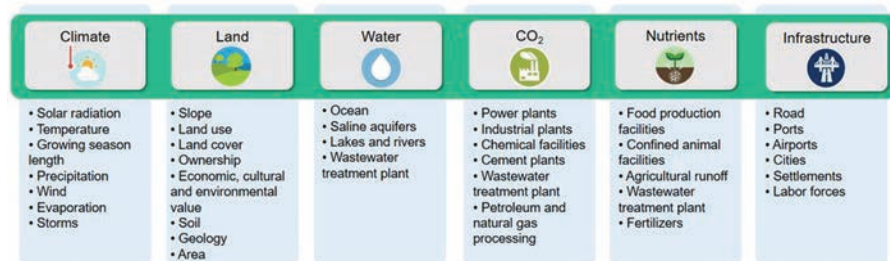 Climate
Land
Water
CO₂
Nutrients
Infrastructure
• Solar radiation
• Temperature
• Growing season
length
• Precipitation
• Wind
• Evaporation
• Storms
• Slope
• Land use
• Land cover
• Ownership
• Economic, cultural
and environmental
value
• Soil
• Geology
• Area
• Ocean
• Saline aquifers
• Lakes and rivers
• Wastewater
treatment plant
• Power plants
• Industrial plants
• Chemical facilities
• Cement plants
• Wastewater
treatment plant
• Petroleum and
natural gas
processing
• Food production
facilities
• Confined animal
facilities
• Agricultural runoff
• Wastewater
treatment plant
• Fertilizers
• Road
• Ports
• Airports
• Cities
• Settlements
• Labor forces